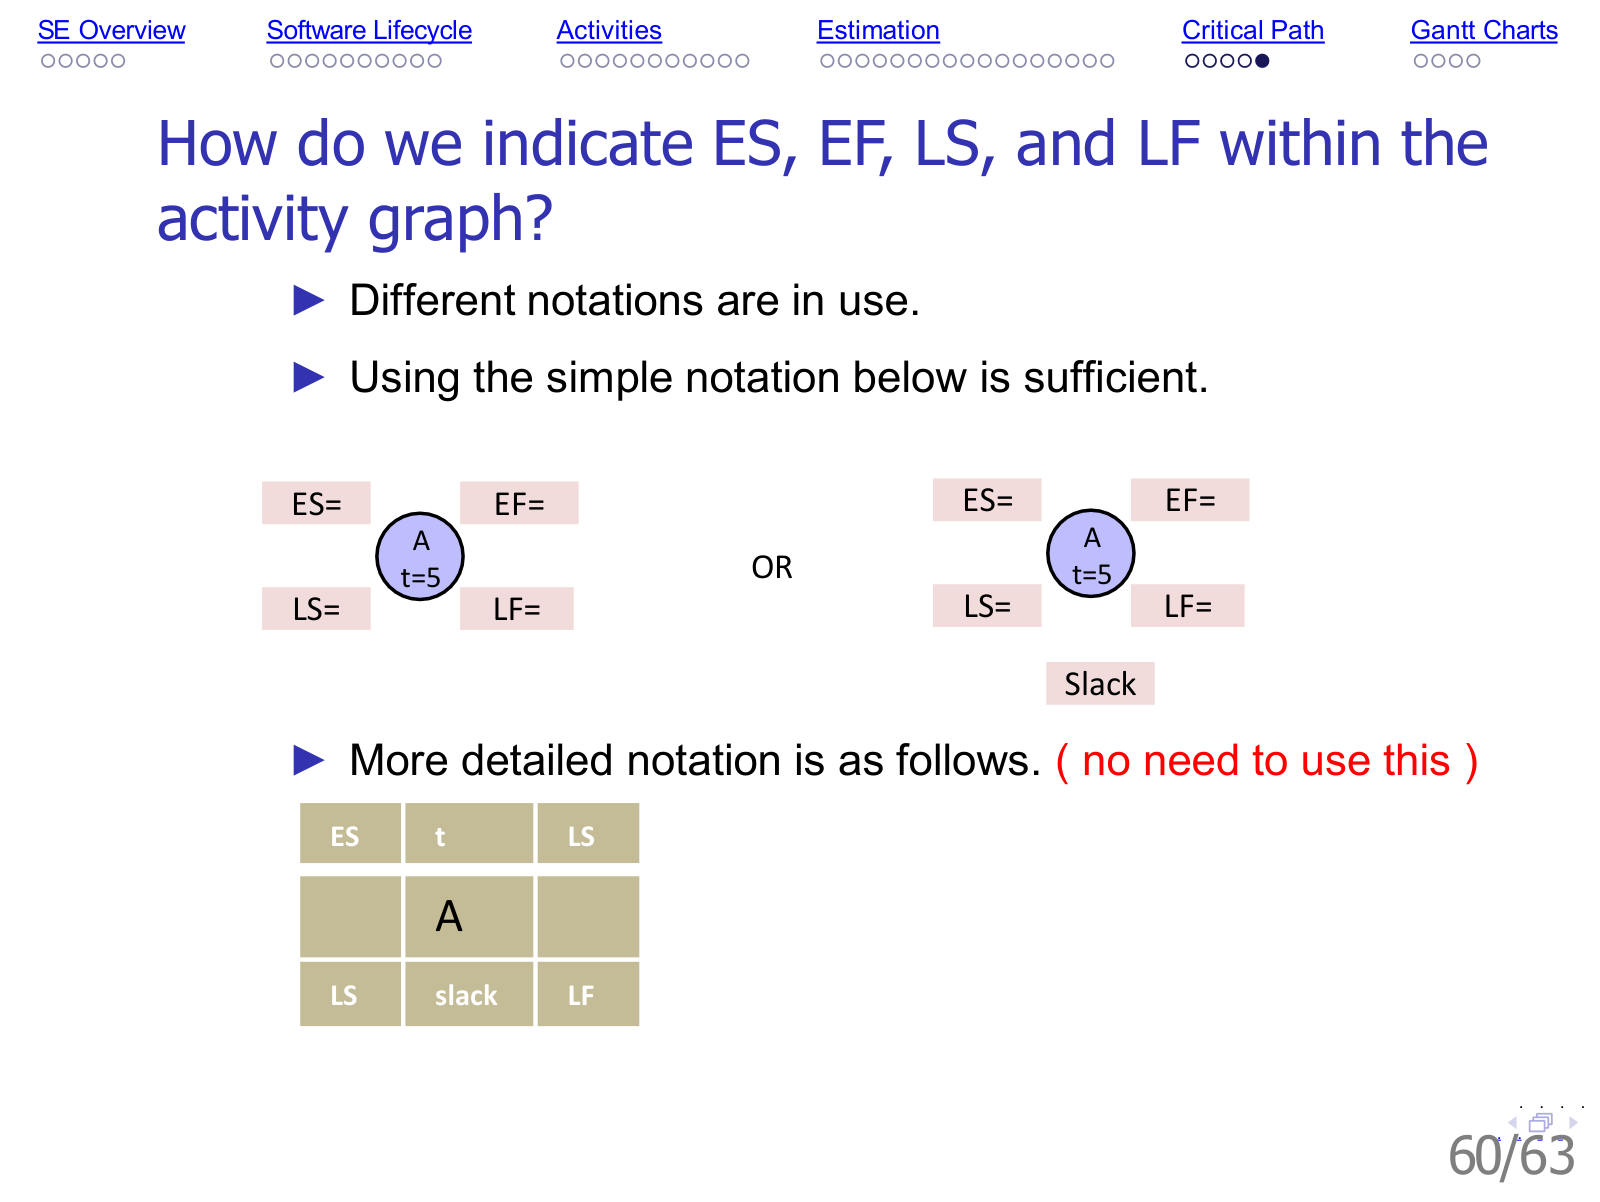 SE Overview Software Lifecycle Activities Estimation Critical Path Gantt Charts
How do we indicate ES, EF, LS, and LF within the
activity graph?
► Different notations are in use.
► Using the simple notation below is sufficient.
ES= EF=
A
t=5
LS= LF=
OR
ES= EF=
A
t=5
LS= LF=
Slack
► More detailed notation is as follows. ( no need to use this )
ES t LS
A
LS slack LF
60/63